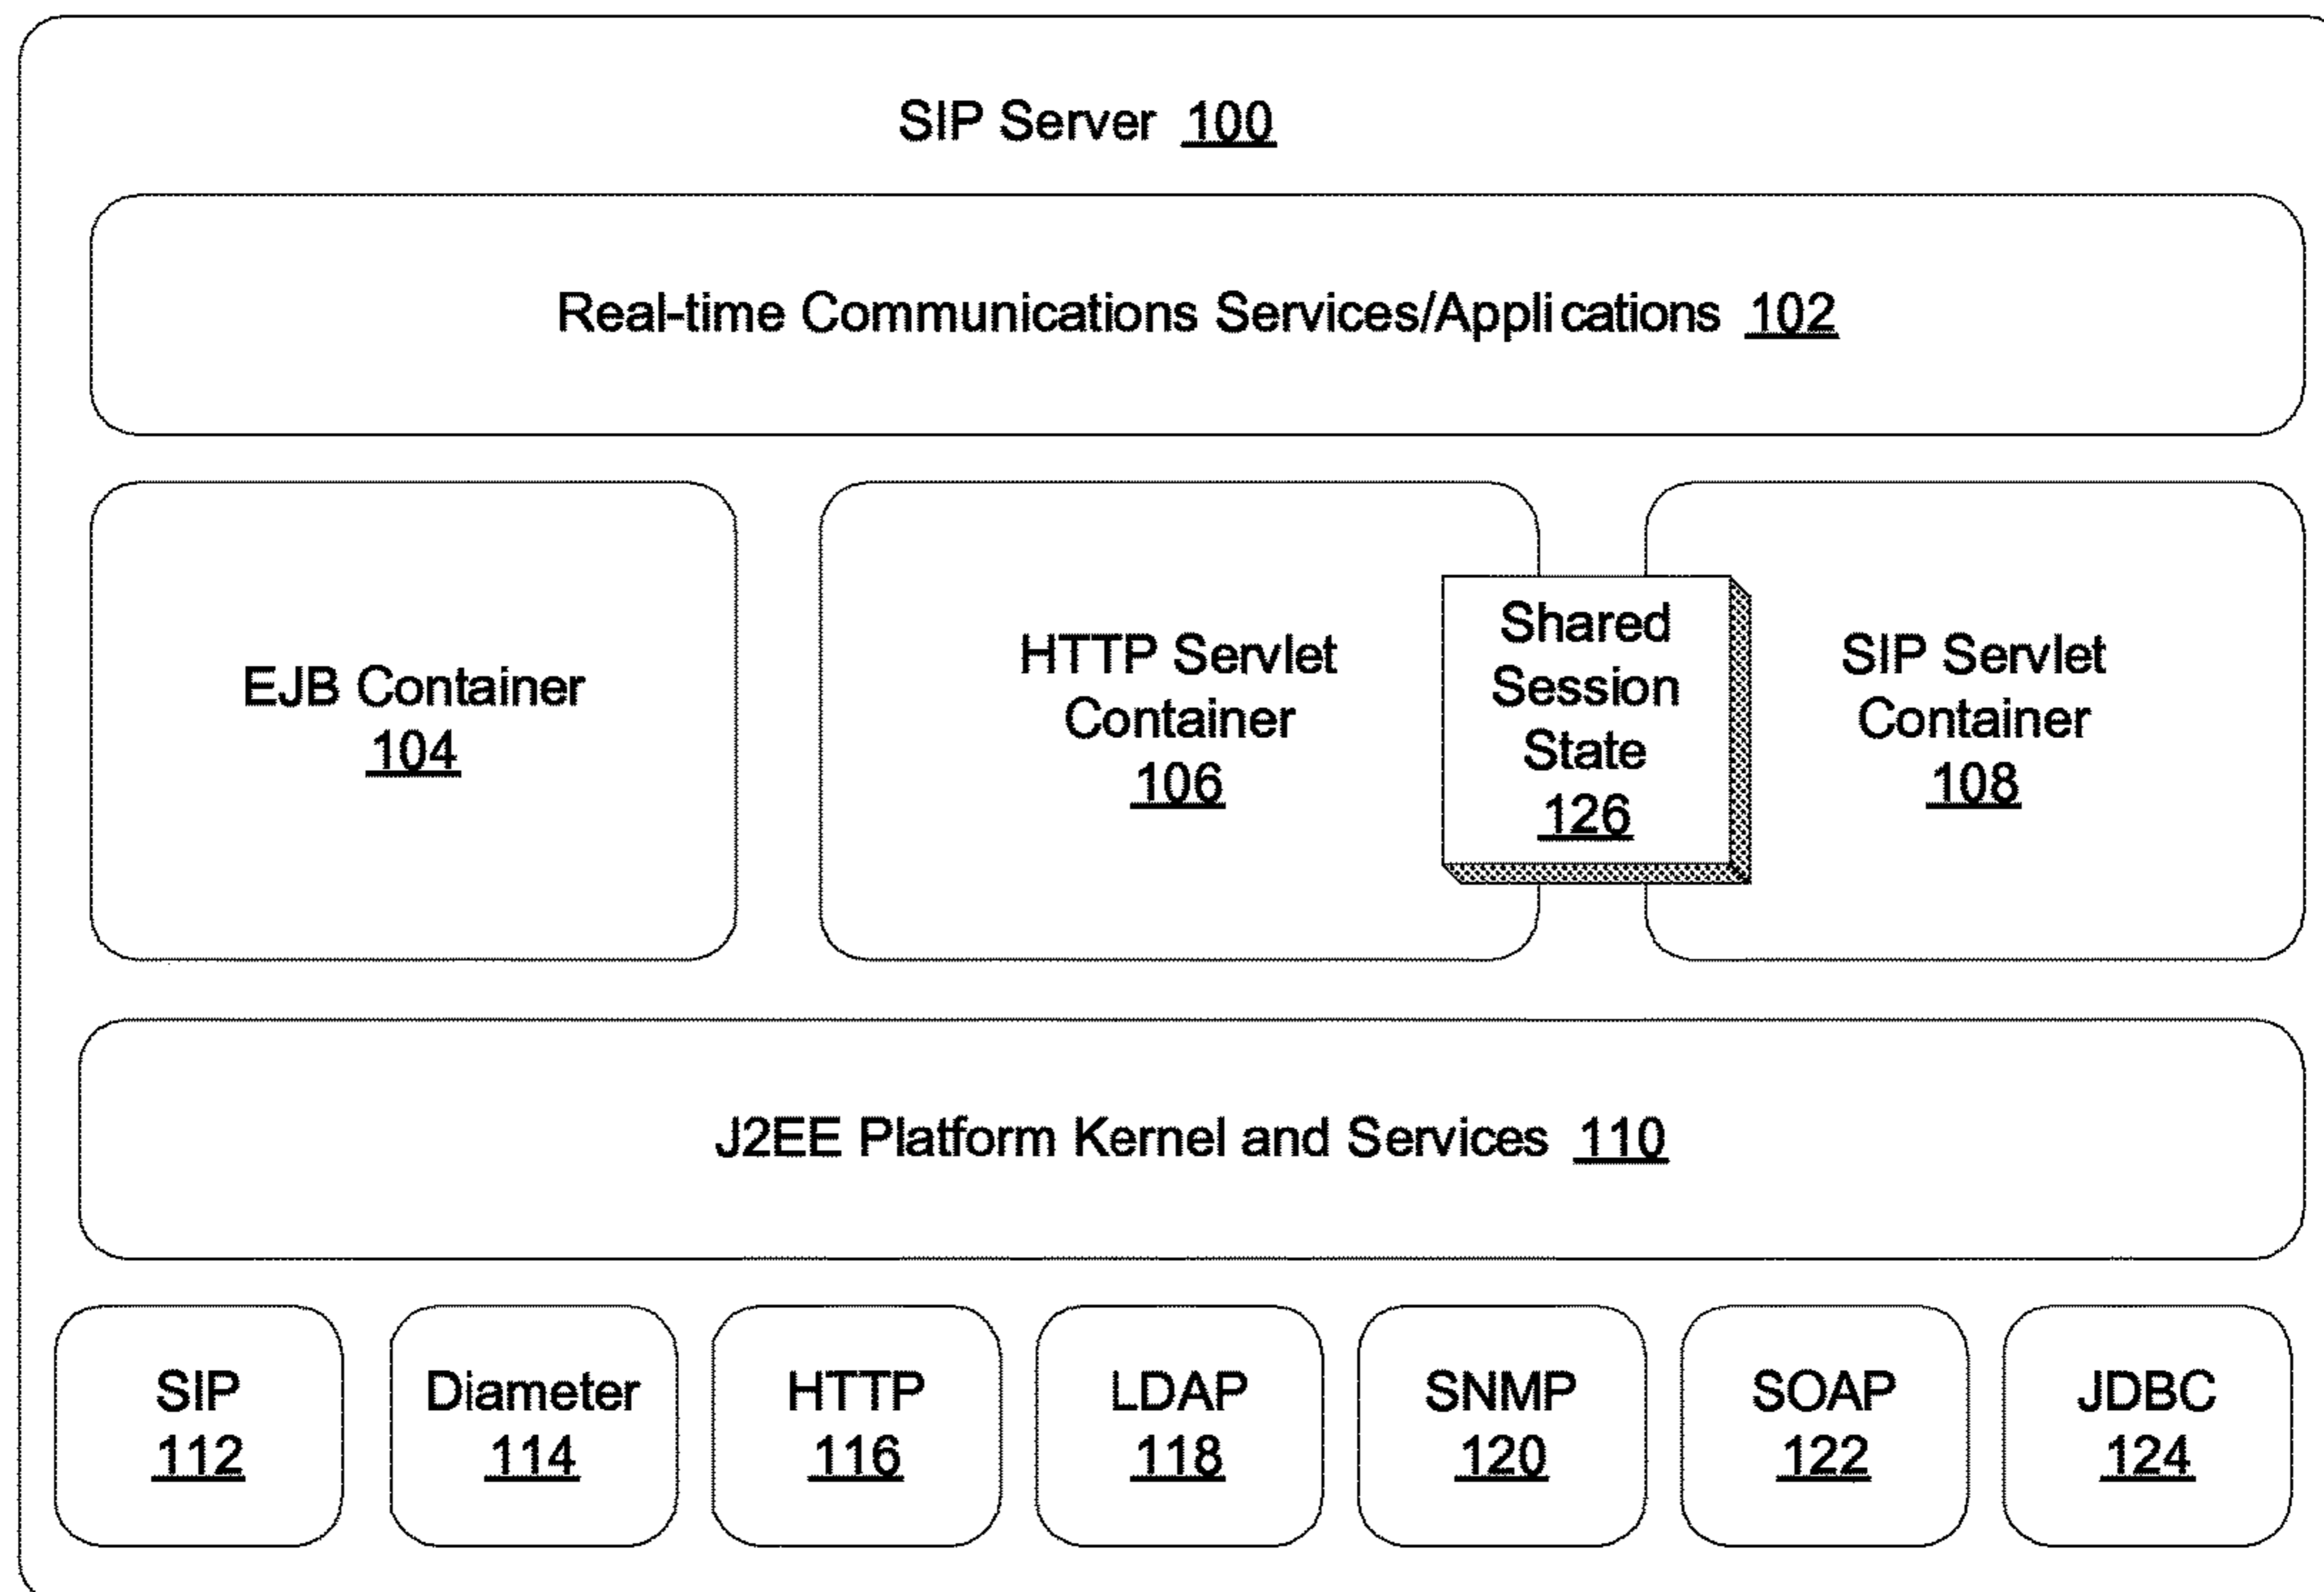 SIP Server 100
Real-time Communications Services/Applications 102
EJB Container
104
HTTP Servlet
Container
106
Shared
Session
State
126
SIP Servlet
Container
108
J2EE Platform Kernel and Services 110
SIP
112
Diameter
114
HTTP
116
LDAP
118
SNMP
120
SOAP
122
JDBC
124